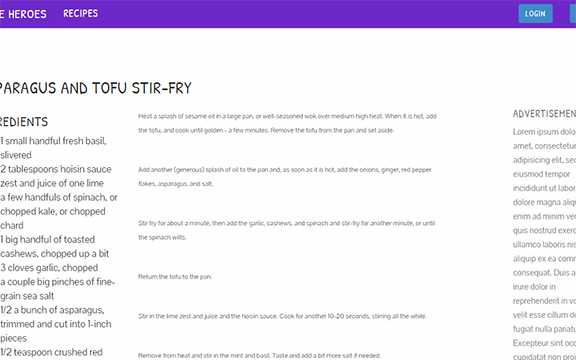 E HEROES
RECIPES
LOGIN
PARAGUS AND TOFU STIR-FRY
REDIENTS
1 small handful fresh basil,
slivered
2 tablespoons hoisin sauce
zest and juice of one lime
a few handfuls of spinach, or
chopped kale, or chopped
chard
1 big handful of toasted
cashews, chopped up a bit
3 cloves garlic, chopped
a couple big pinches of fine-
grain sea salt
1/2 a bunch of asparagus,
trimmed and cut into 1-inch
pieces
1/2 teaspoon crushed red
Heat a splash of sesame oil in a large pan, or well-seasoned wok over medium high heat. When it is hot, add
the tofu, and cook until golden - a few minutes. Remove the tofu from the pan and set aside.
Add another (generous) splash of oil to the pan and, as soon as it is hot, add the onions, ginger, red pepper
flakes, asparagus, and salt.
Stir fry for about a minute, then add the garlic, cashews, and spinach and stir-fry for another minute, or until
the spinach wilts.
Return the tofu to the pan.
Stir in the lime zest and juice and the hoisin sauce. Cook for another 10-20 seconds, stirring all the while.
Remove from heat and stir in the mint and basil. Taste and add a bit more salt if needed.
ADVERTISEMEN
Lorem ipsum dolo
amet, consectetur
adipisicing elit, sed
eiusmod tempor
incididunt ut labor
dolore magna aliqu
enim ad minim ven
quis nostrud exerc
ullamco laboris nis
aliquip ex ea comm
consequat. Duis a
irure dolor in
reprehenderit in vo
velit esse cillum do
fugiat nulla pariatu
Excepteur sint occ
cupidatat non proi